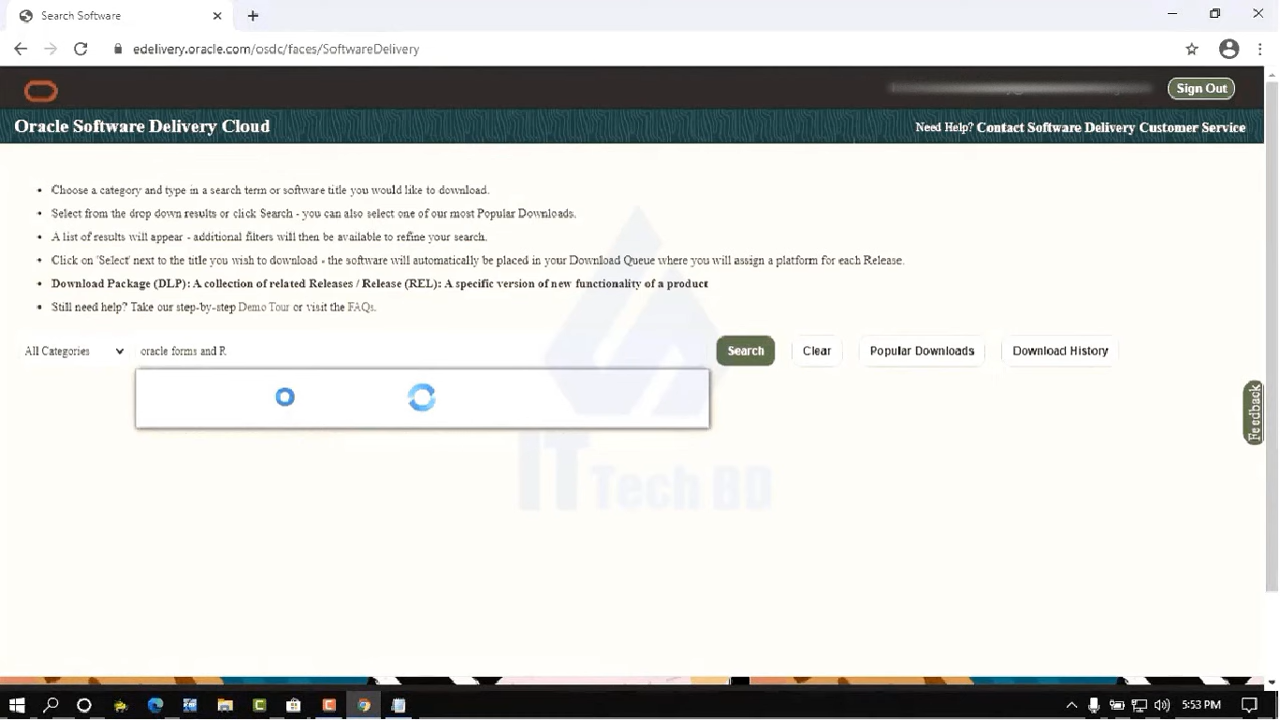 Search Software
edelivery.oracle.com/osdc/faces/SoftwareDelivery
Sign Out
Oracle Software Delivery Cloud
Need Help? Contact Software Delivery Customer Service
• Choose a category and type in a search term or software title you would like to download.
• Select from the drop down results or click Search - you can also select one of our most Popular Downloads.
• A list of results will appear - additional filters will then be available to refine your search.
• Click on 'Select' next to the title you wish to download - the software will automatically be placed in your Download Queue where you will assign a platform for each Release.
• Download Package (DLP): A collection of related Releases / Release (REL): A specific version of new functionality of a product
• Still need help? Take our step-by-step Demo Tour or visit the FAQs.
All Categories oracle forms and R Search Clear Popular Downloads Download History
Feedback
IT Tech BD
5:53 PM